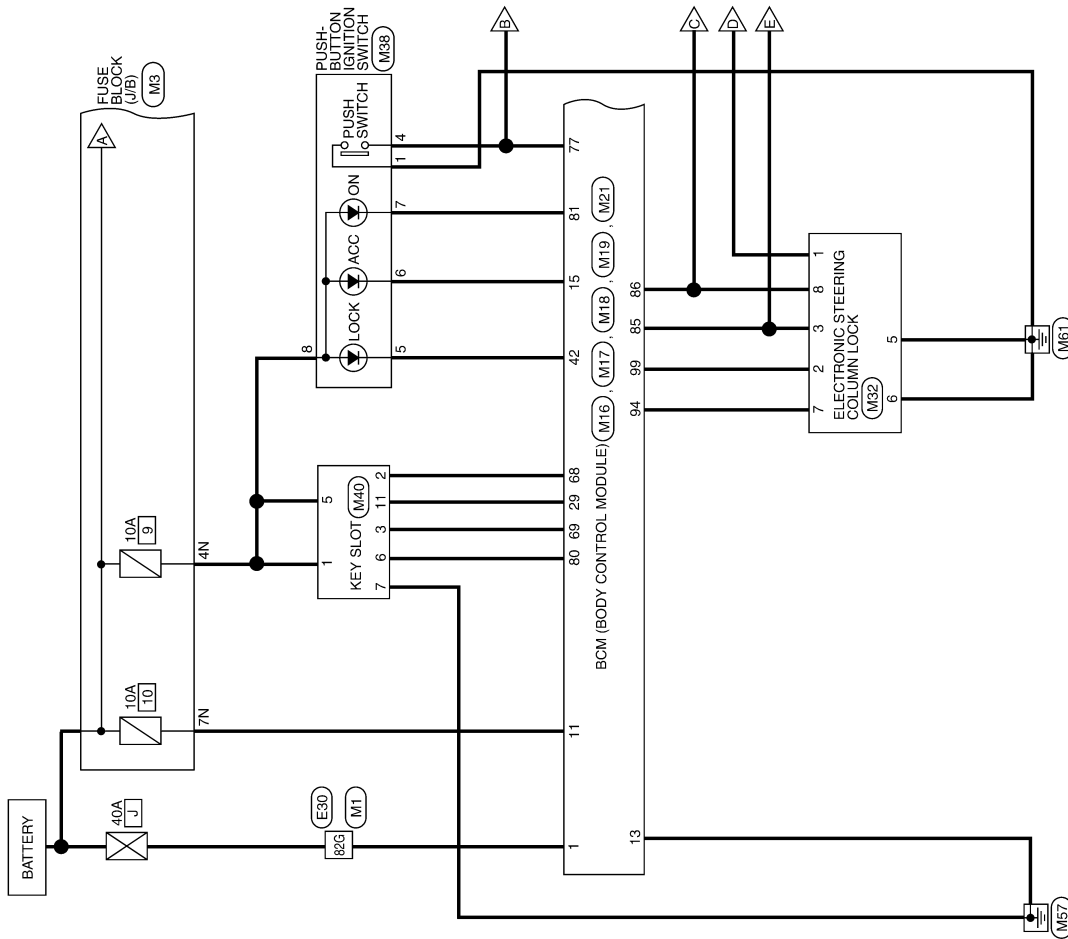 BATTERY
40A
J
82G
E30
M1
10A
10
7N
10A
9
4N
A
FUSE
BLOCK
(J/B)
M3
PUSH-
BUTTON
IGNITION
SWITCH
M38
PUSH
SWITCH
LOCK
ACC
ON
8
5
6
7
1
4
KEY SLOT
M40
1
5
7
6
3
11
2
B
C
D
E
1
11
80
69
29
68
42
15
81
77
BCM (BODY CONTROL MODULE) M16 , M17 , M18 , M19 , M21
13
94
99
85
86
7
2
3
8
1
ELECTRONIC STEERING
COLUMN LOCK
M32
6
5
M57
M61